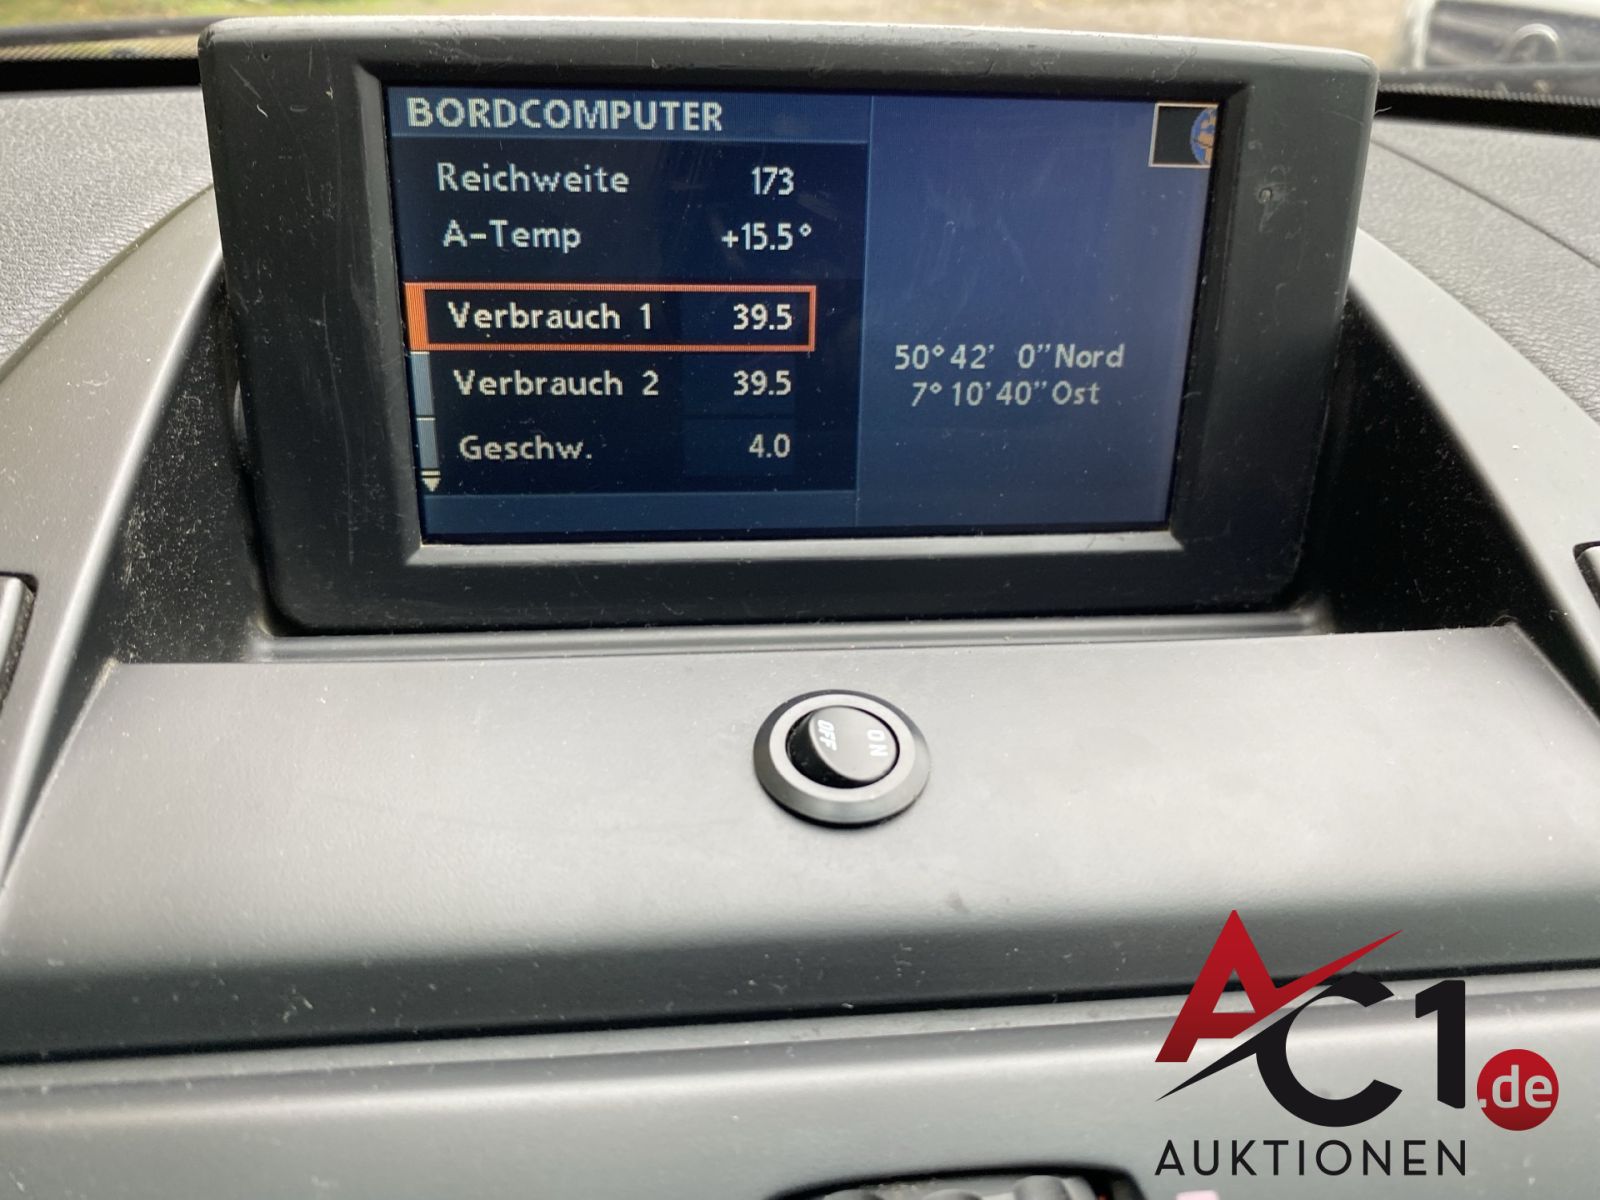 BORDCOMPUTER
Reichweite 173
A-Temp +15.5°
Verbrauch 1 39.5
Verbrauch 2 39.5
Geschw. 4.0
50°42' 0" Nord
7°10'40" Ost
OFF
ON
AC1.de
AUKTIONEN